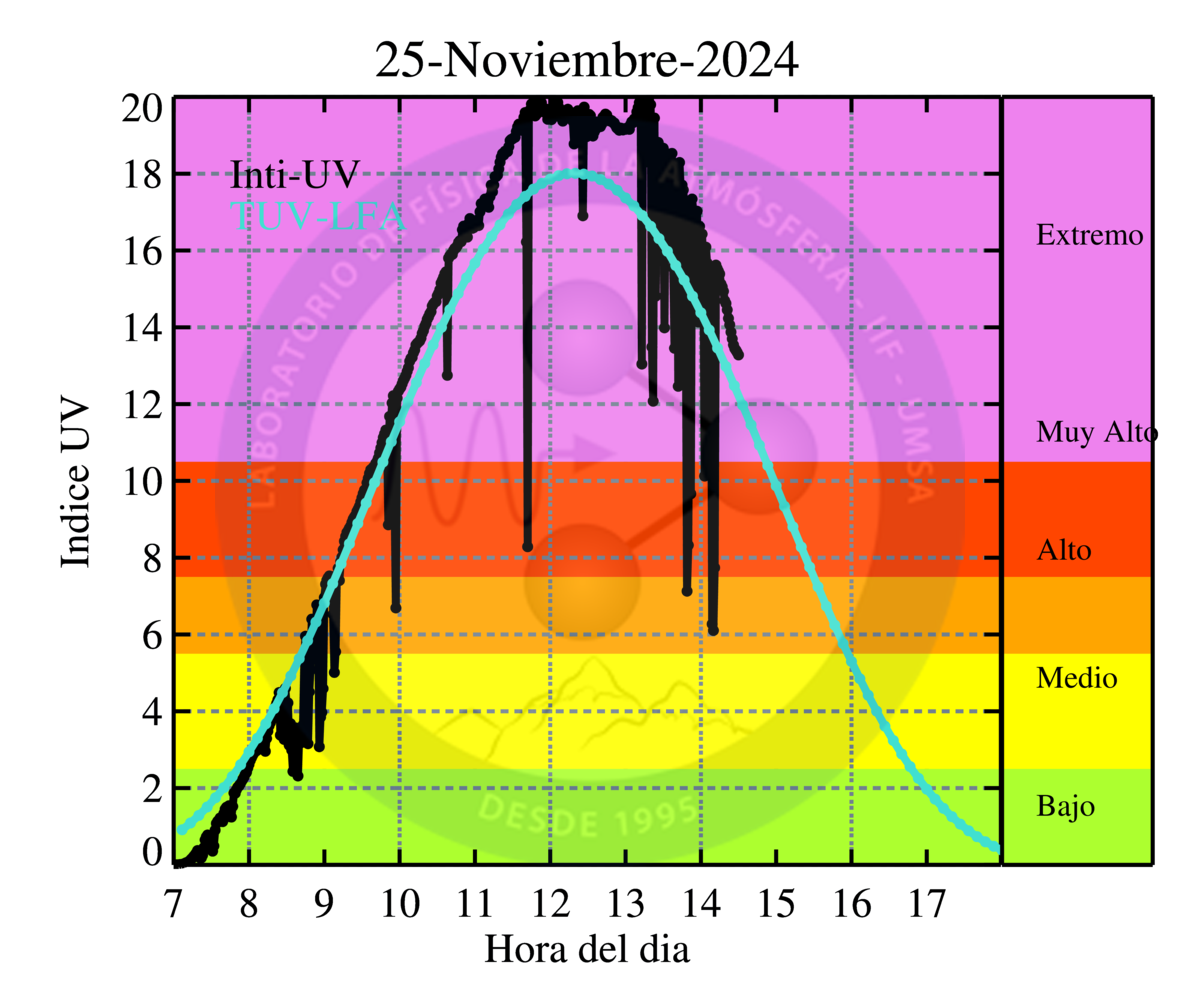 25-Noviembre-2024
Indice UV
20
18
16
14
12
10
8
6
4
2
0
Inti-UV
TUV-LFA
LABORATORIO DE FÍSICA DE LA ATMÓSFERA - IIF - UMSA
DESDE 1995
Extremo
Muy Alto
Alto
Medio
Bajo
7 8 9 10 11 12 13 14 15 16 17
Hora del dia